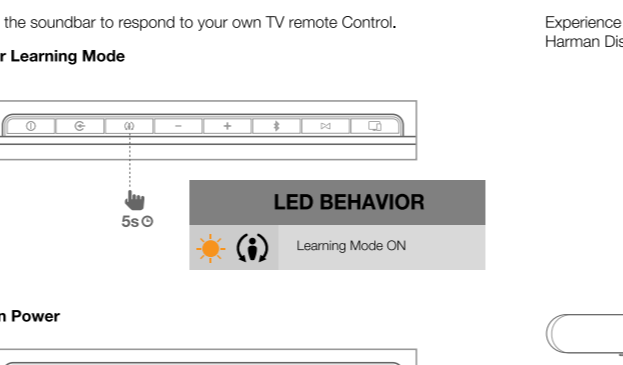 the soundbar to respond to your own TV remote Control.
r Learning Mode
5s
LED BEHAVIOR
Learning Mode ON
n Power
Experience
Harman Dis